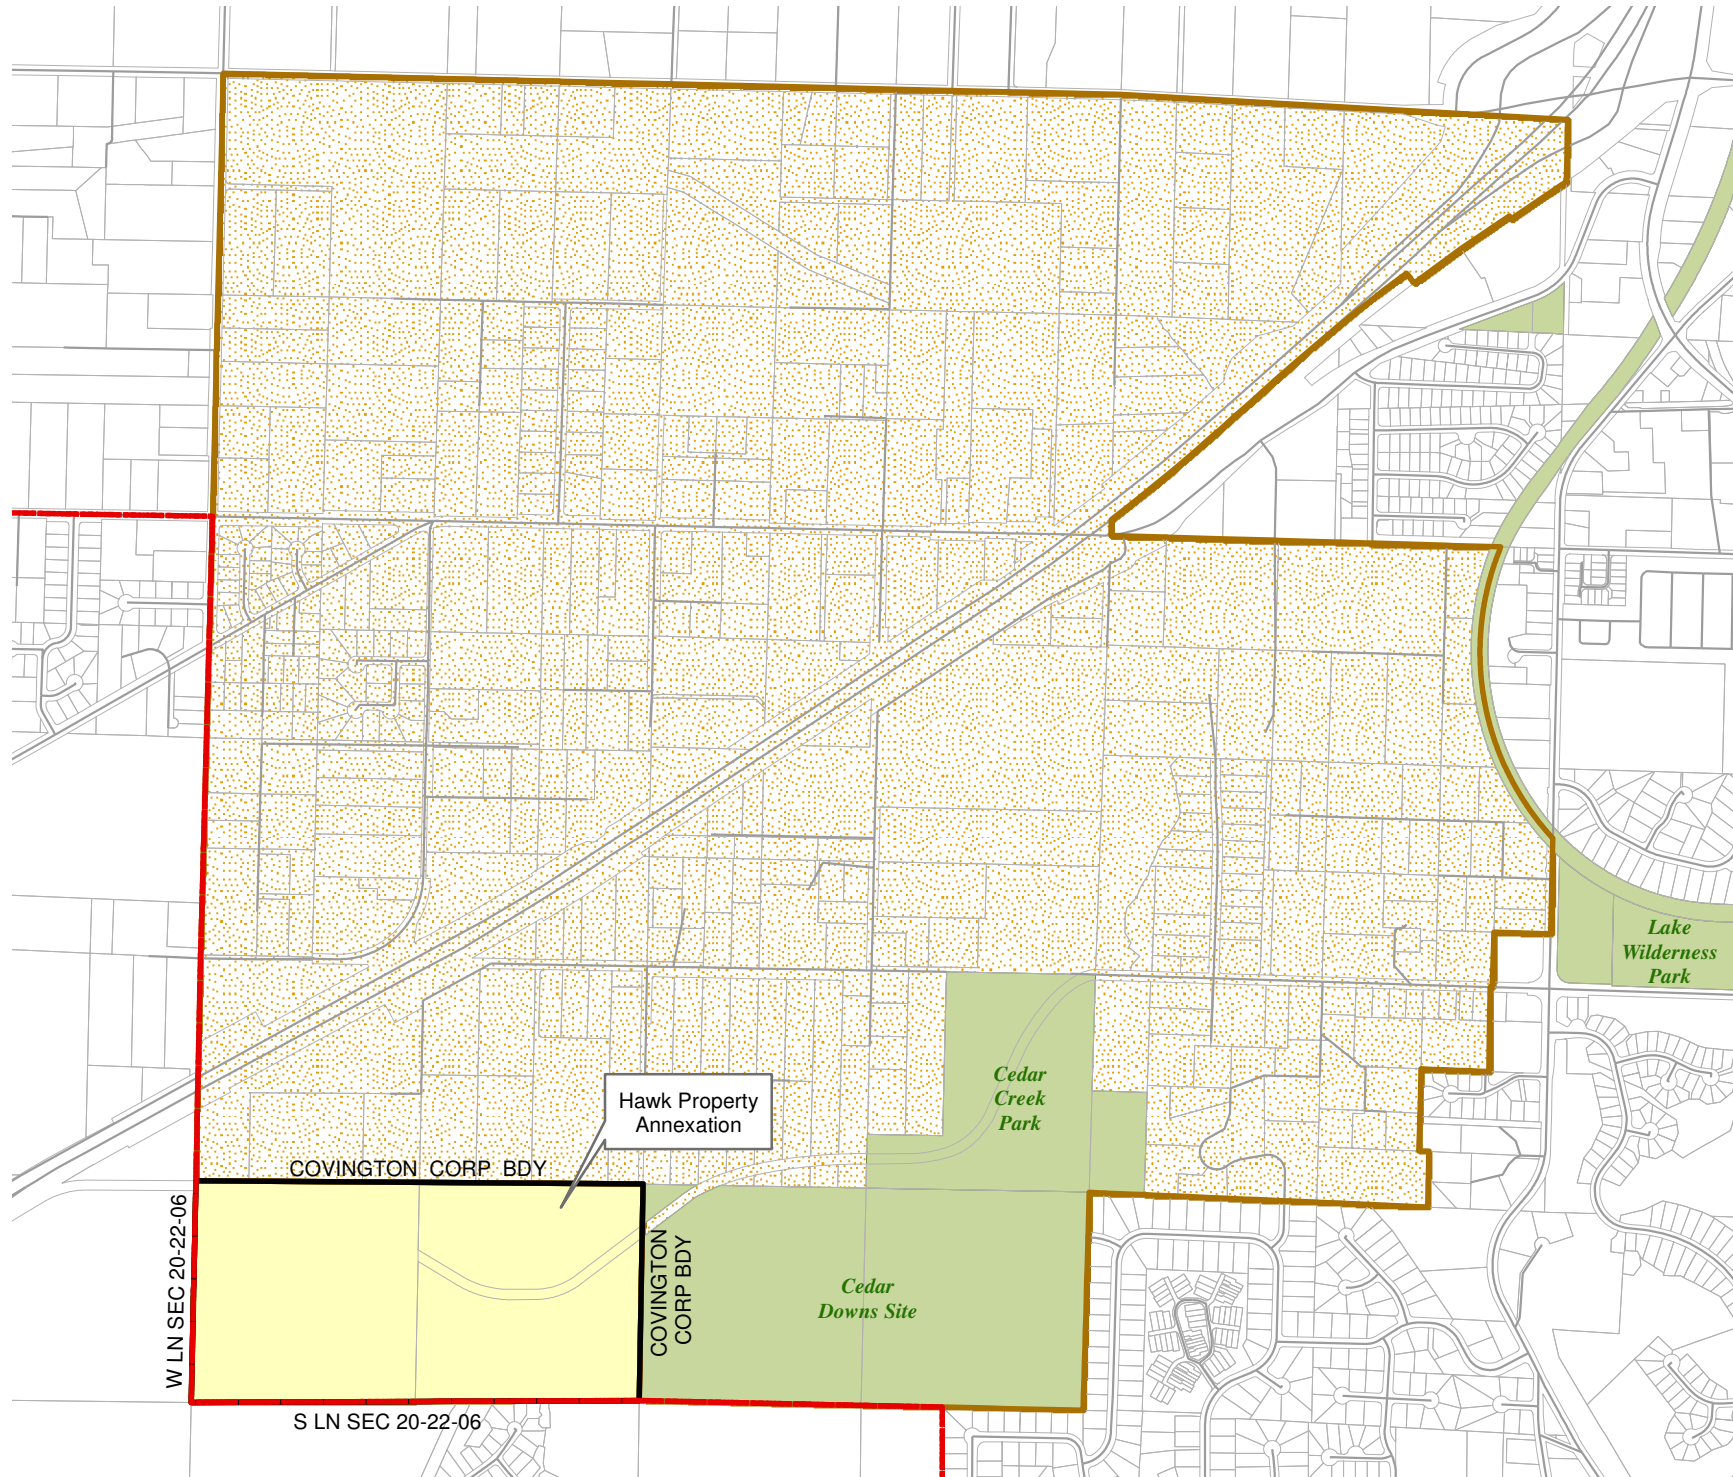 Lake
Wilderness
Park
Cedar
Creek
Park
Hawk Property
Annexation
COVINGTON CORP BDY
W LN SEC 20-22-06
COVINGTON
CORP BDY
Cedar
Downs Site
S LN SEC 20-22-06